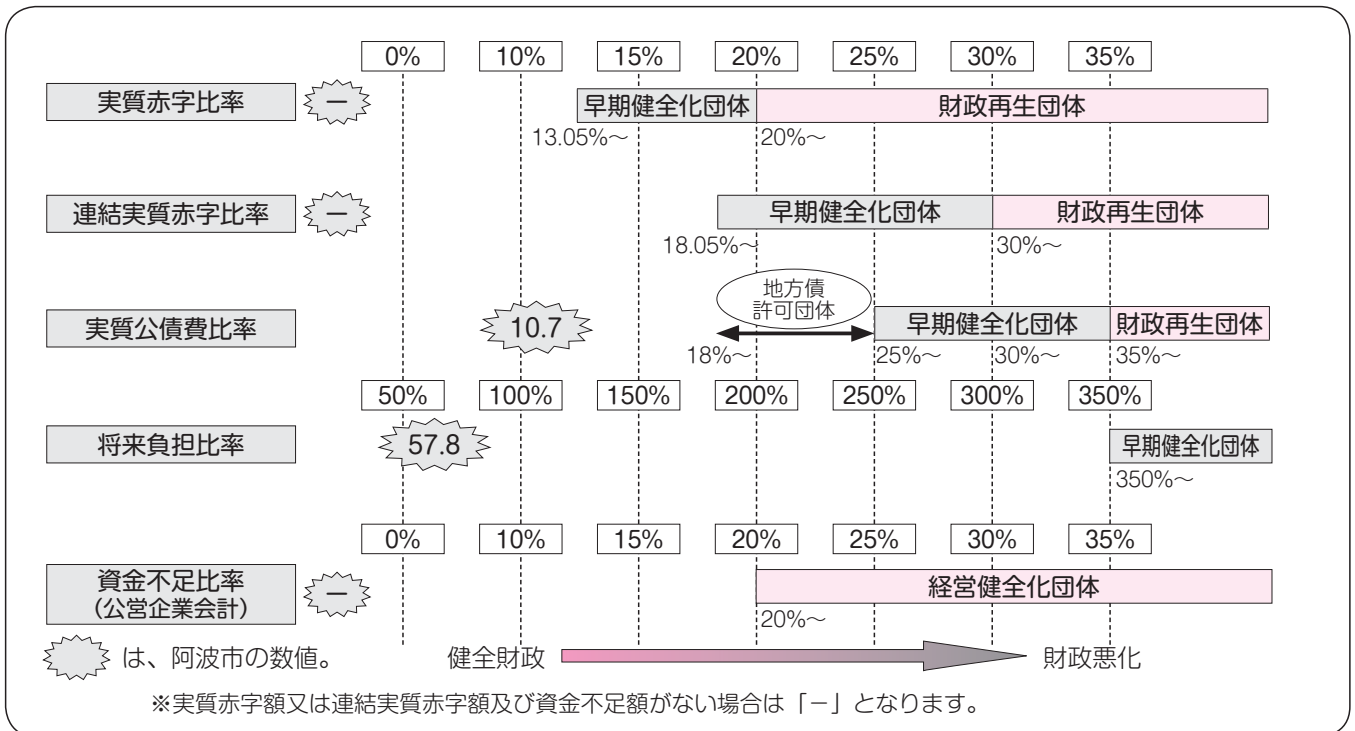 0% 10% 15% 20% 25% 30% 35%
実質赤字比率 － 早期健全化団体 財政再生団体
13.05%～ 20%～
連結実質赤字比率 － 早期健全化団体 財政再生団体
18.05%～ 30%～
地方債
許可団体
実質公債費比率 10.7 早期健全化団体 財政再生団体
18%～ 25%～ 30%～ 35%～
50% 100% 150% 200% 250% 300% 350%
将来負担比率 57.8 早期健全化団体
350%～
0% 10% 15% 20% 25% 30% 35%
資金不足比率
(公営企業会計) － 経営健全化団体
20%～
は、阿波市の数値。 健全財政 財政悪化
※実質赤字額又は連結実質赤字額及び資金不足額がない場合は「－」となります。